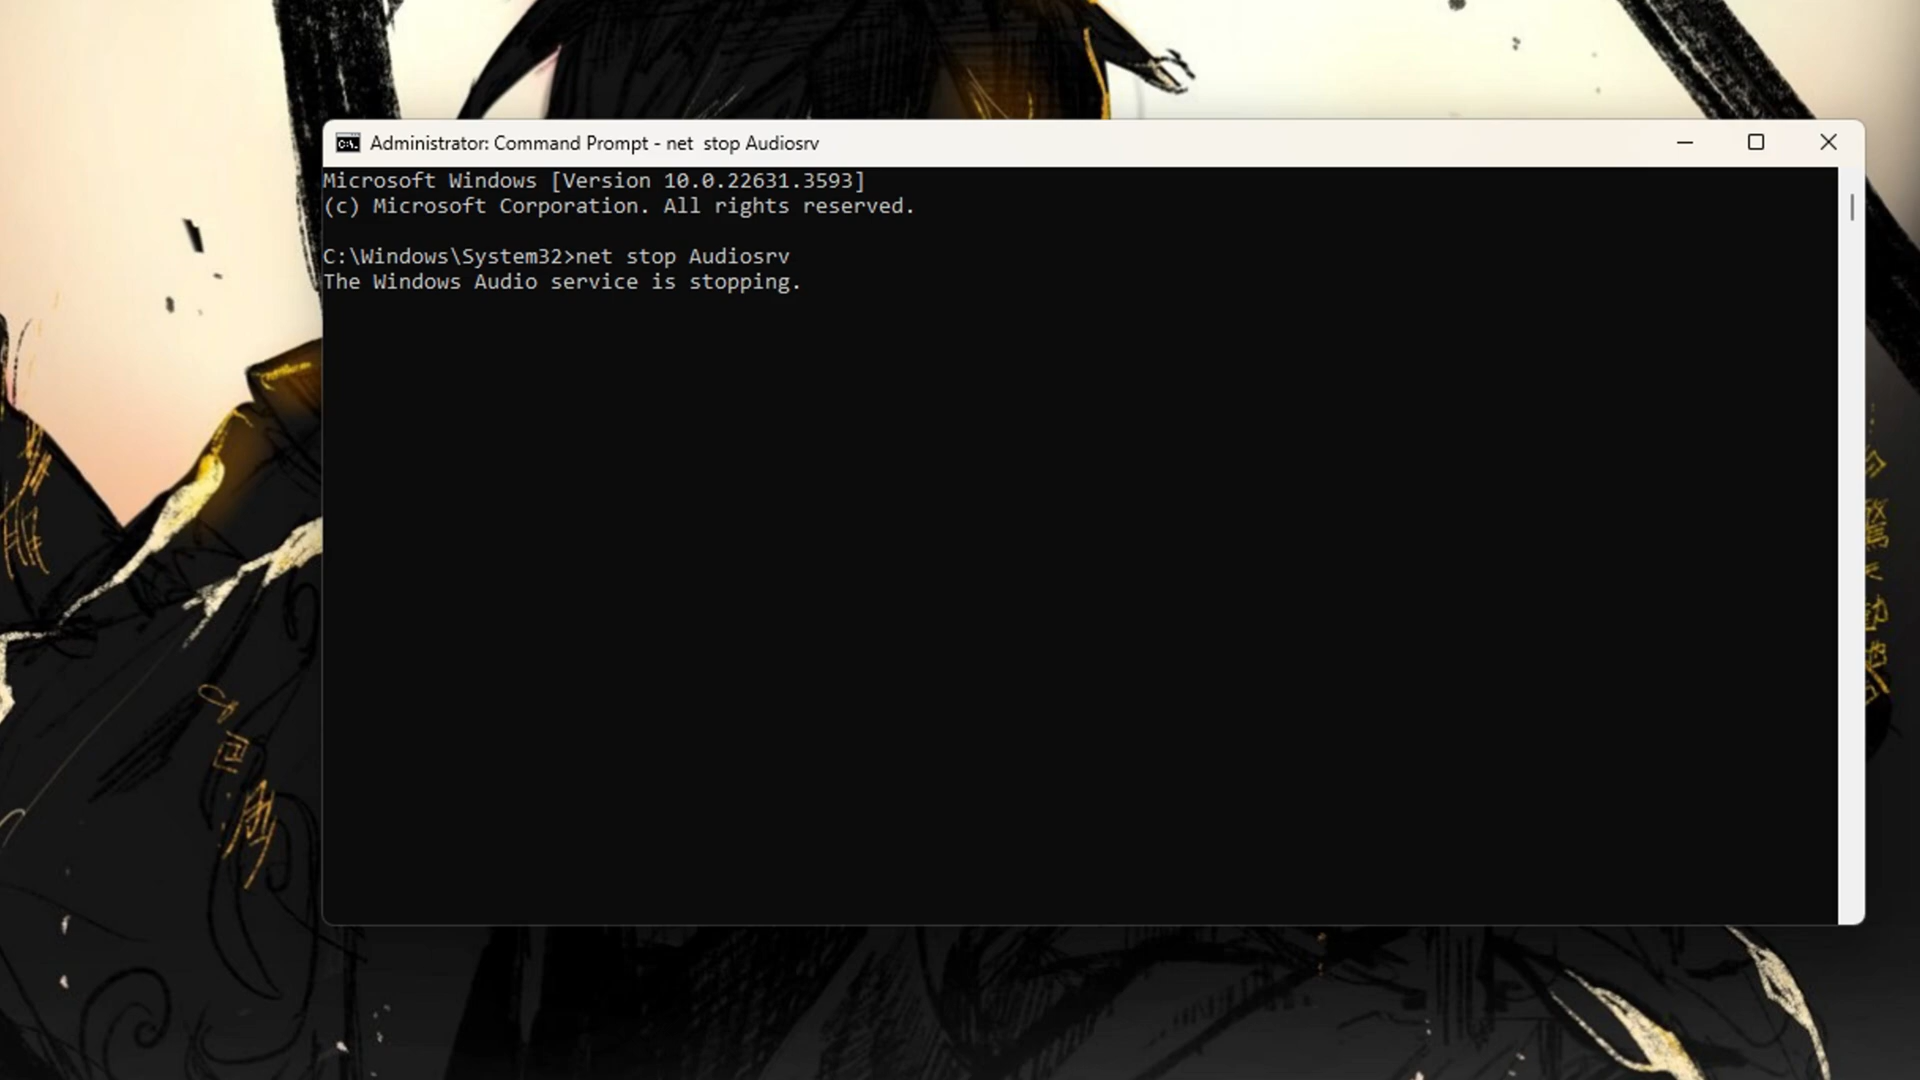 Administrator: Command Prompt - net  stop Audiosrv
Microsoft Windows [Version 10.0.22631.3593]
(c) Microsoft Corporation. All rights reserved.
C:\Windows\System32>net stop Audiosrv
The Windows Audio service is stopping.